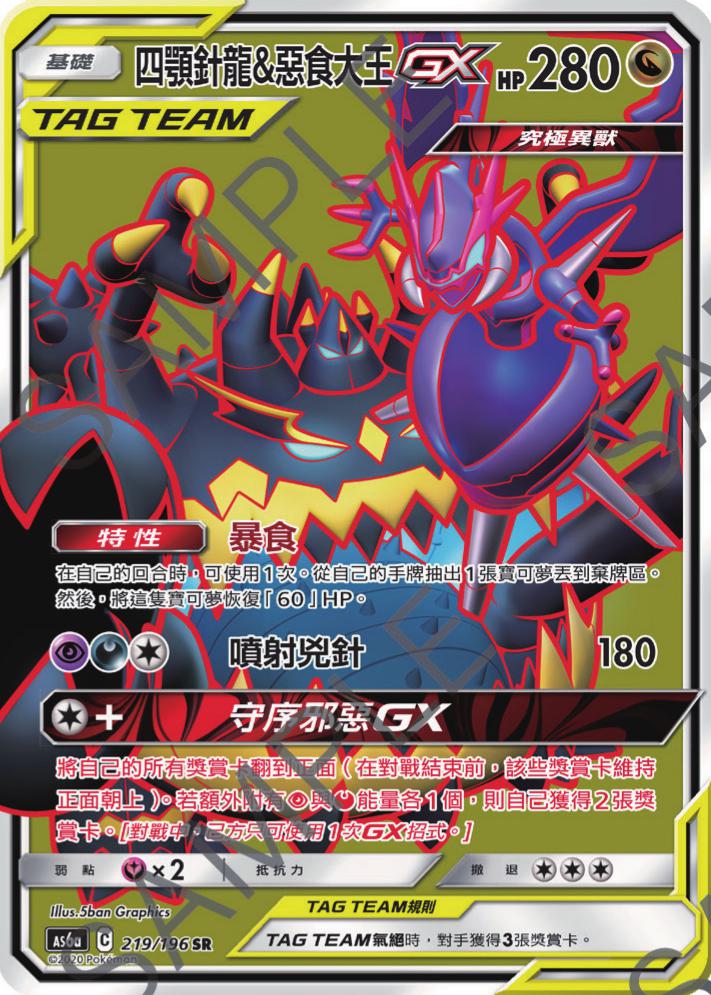 基礎 四顎針龍&惡食大王GX HP280
TAG TEAM
究極異獸
特性 暴食
在自己的回合時，可使用1次。從自己的手牌抽出1張寶可夢丟到棄牌區。
然後，將這隻寶可夢恢復「60」HP。
噴射兇針 180
+ 守序邪惡GX
將自己的所有獎賞卡翻到正面（在對戰結束前，該些獎賞卡維持
正面朝上）。若額外附有與能量各1個，則自己獲得2張獎
賞卡。[對戰中，己方只可使用1次GX招式。]
弱點 ×2 抵抗力 撤退
Illus.5ban Graphics
TAG TEAM規則
AS6a C 219/196 SR
TAG TEAM氣絕時，對手獲得3張獎賞卡。
©2020 Pokémon
SAMPLE
SAMPLE
SAMPLE